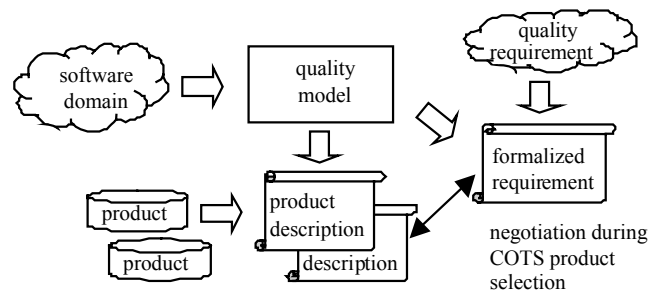 software
domain
quality
model
quality
requirement
formalized
requirement
product
product
product
description
description
negotiation during
COTS product
selection